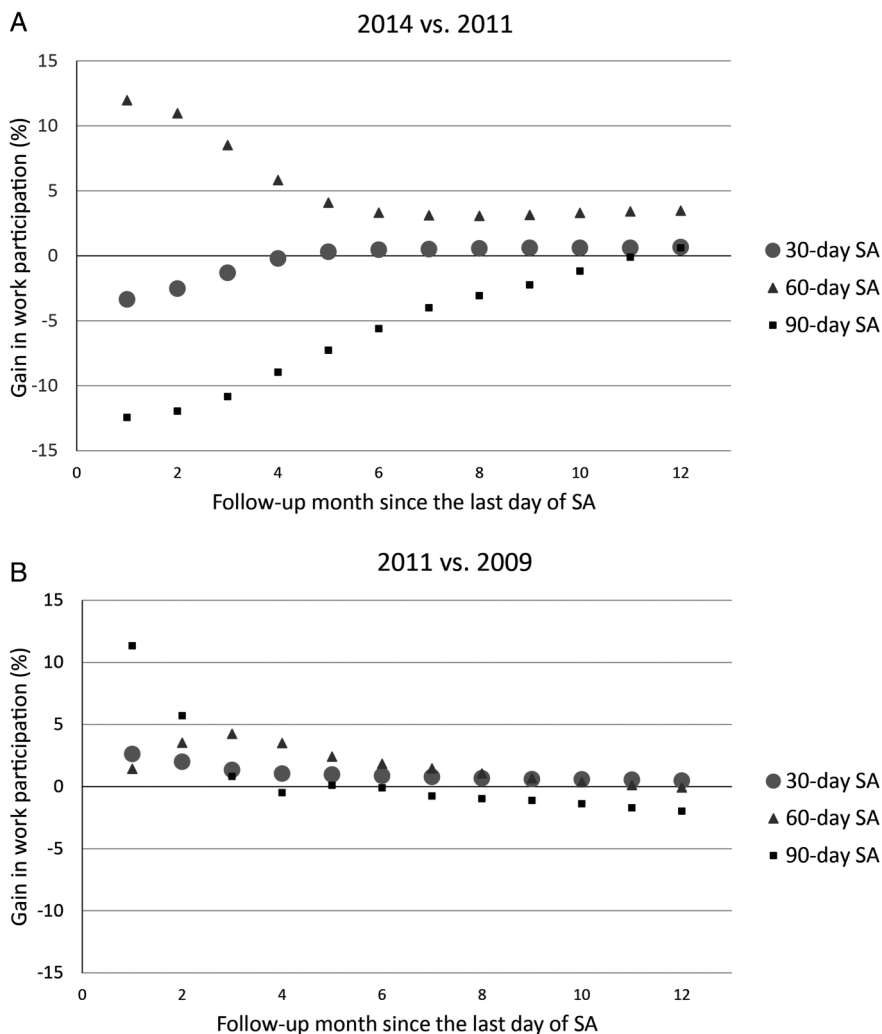 A
2014 vs. 2011
Gain in work participation (%)
15
10
5
0
-5
-10
-15
0 2 4 6 8 10 12
Follow-up month since the last day of SA
30-day SA
60-day SA
90-day SA
B
2011 vs. 2009
Gain in work participation (%)
15
10
5
0
-5
-10
-15
0 2 4 6 8 10 12
Follow-up month since the last day of SA
30-day SA
60-day SA
90-day SA